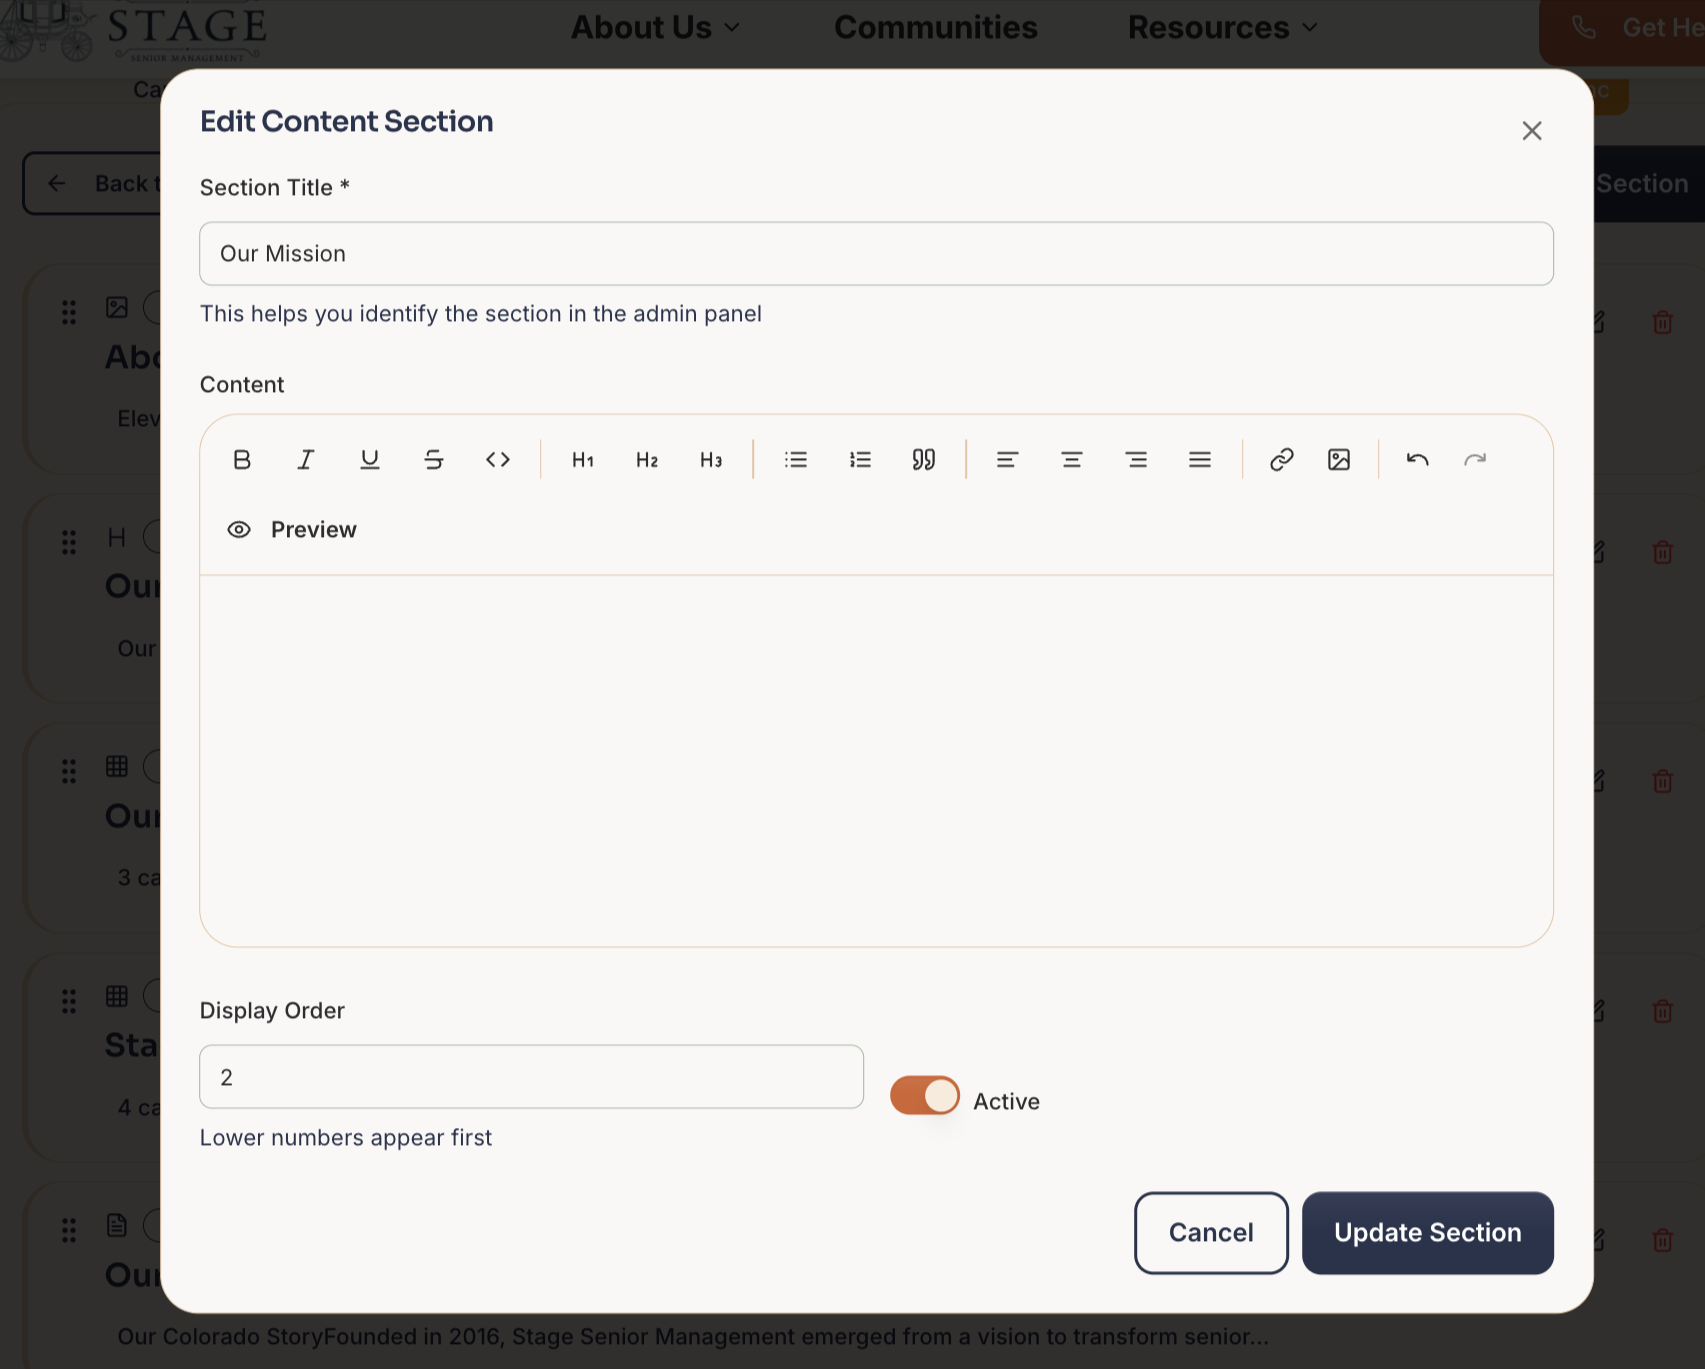 STAGE
SENIOR MANAGEMENT
About Us
Communities
Resources
Get He
Ca
Back t
Section
Edit Content Section
Section Title *
Our Mission
This helps you identify the section in the admin panel
Content
B I U S <> H1 H2 H3
Preview
Abo
Elev
H
Our
Our
Our
3 ca
Sta
4 ca
Display Order
2
Active
Lower numbers appear first
Cancel
Update Section
Our
Our Colorado StoryFounded in 2016, Stage Senior Management emerged from a vision to transform senior...